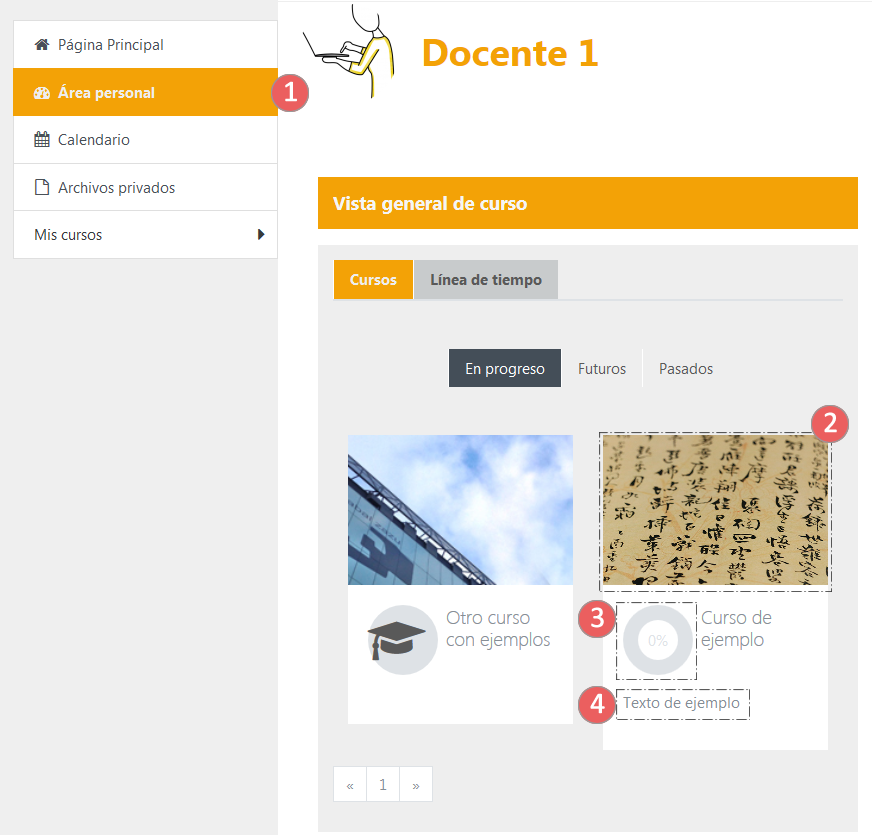 Página Principal
Área personal
1
Calendario
Archivos privados
Mis cursos
Docente 1
Vista general de curso
Cursos
Línea de tiempo
En progreso
Futuros
Pasados
2
Otro curso
con ejemplos
3
0%
Curso de
ejemplo
4
Texto de ejemplo
«
1
»